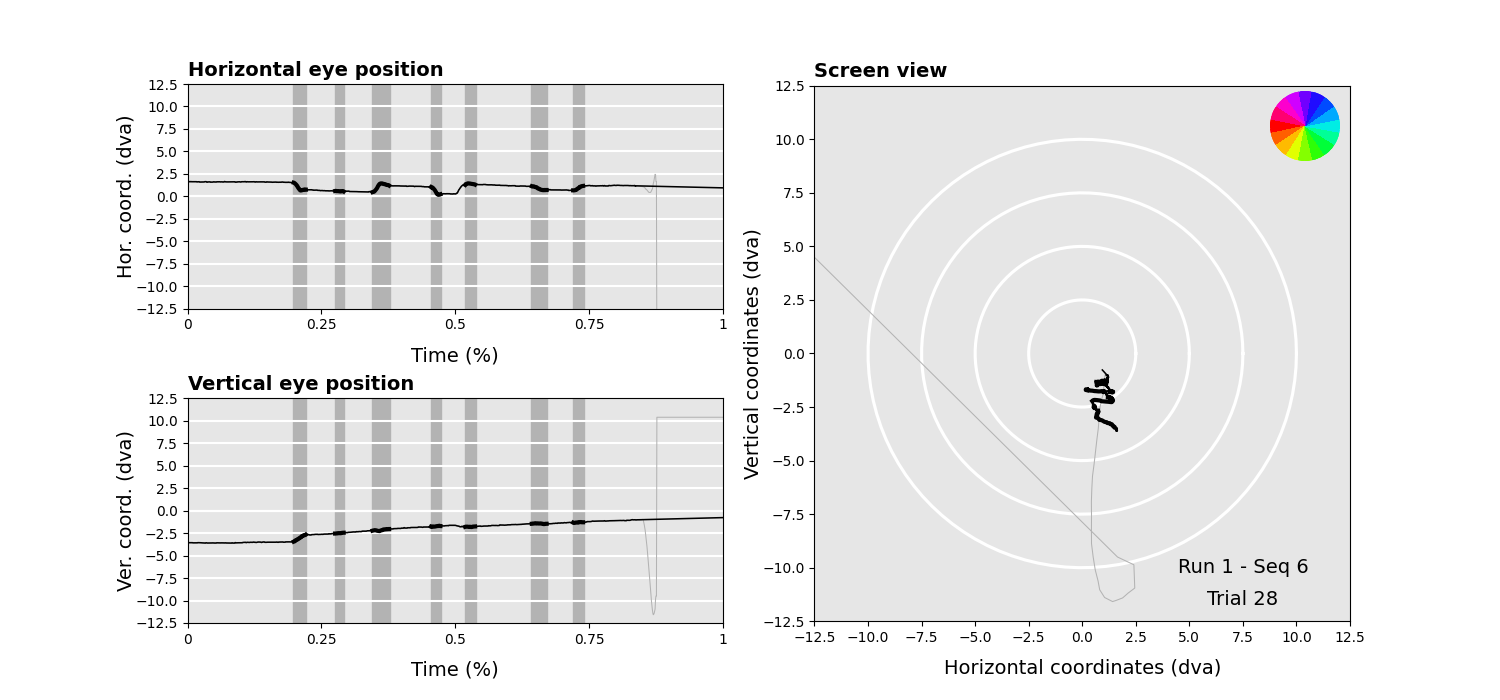 Horizontal eye position
12.5
10.0
7.5
5.0
2.5
0.0
−2.5
−5.0
−7.5
−10.0
−12.5
Hor. coord. (dva)
0 0.25 0.5 0.75 1
Time (%)
Vertical eye position
12.5
10.0
7.5
5.0
2.5
0.0
−2.5
−5.0
−7.5
−10.0
−12.5
Ver. coord. (dva)
0 0.25 0.5 0.75 1
Time (%)
Screen view
12.5
10.0
7.5
5.0
2.5
0.0
−2.5
−5.0
−7.5
−10.0
−12.5
Vertical coordinates (dva)
Run 1 - Seq 6
Trial 28
−12.5 −10.0 −7.5 −5.0 −2.5 0.0 2.5 5.0 7.5 10.0 12.5
Horizontal coordinates (dva)